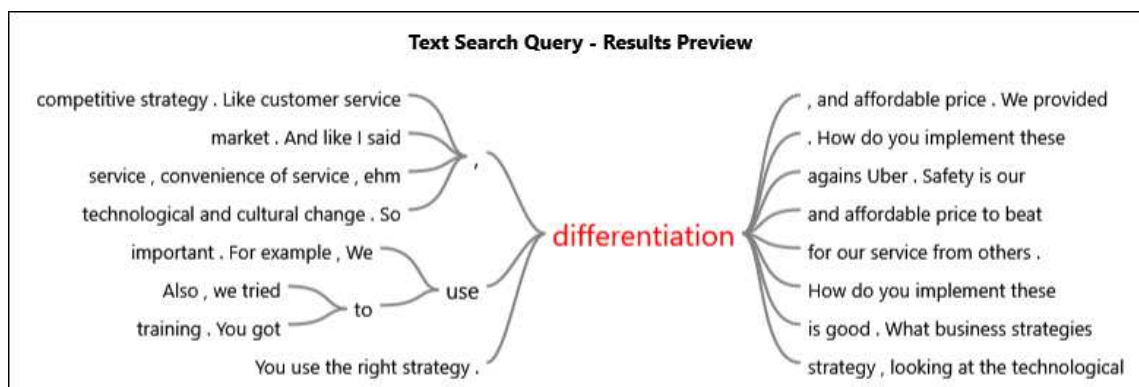 Text Search Query - Results Preview
competitive strategy . Like customer service
market . And like I said
service , convenience of service , ehm
technological and cultural change . So
,
important . For example , We
Also , we tried
training . You got
to
use
You use the right strategy .
differentiation
, and affordable price . We provided
. How do you implement these
agains Uber . Safety is our
and affordable price to beat
for our service from others .
How do you implement these
is good . What business strategies
strategy , looking at the technological